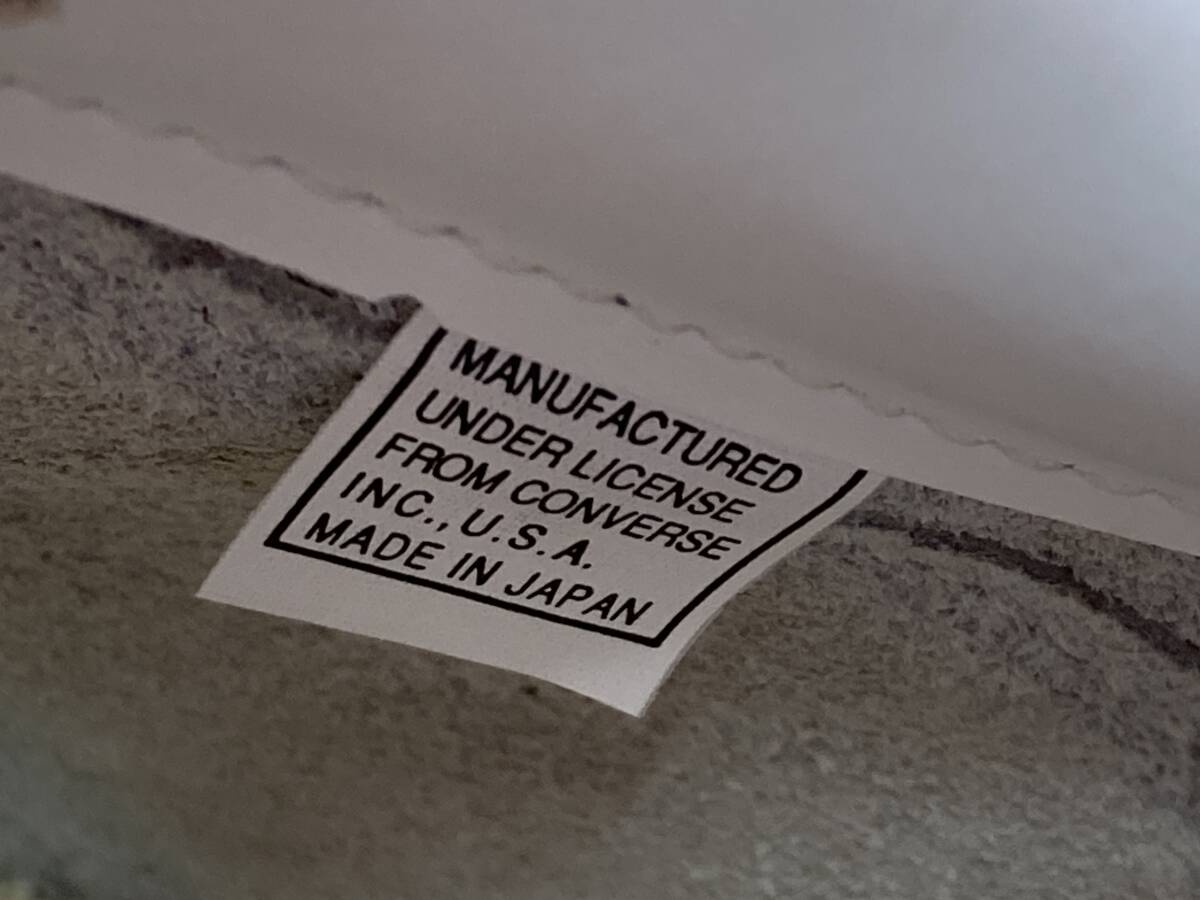 MANUFACTURED
UNDER LICENSE
FROM CONVERSE
INC., U.S.A.
MADE IN JAPAN